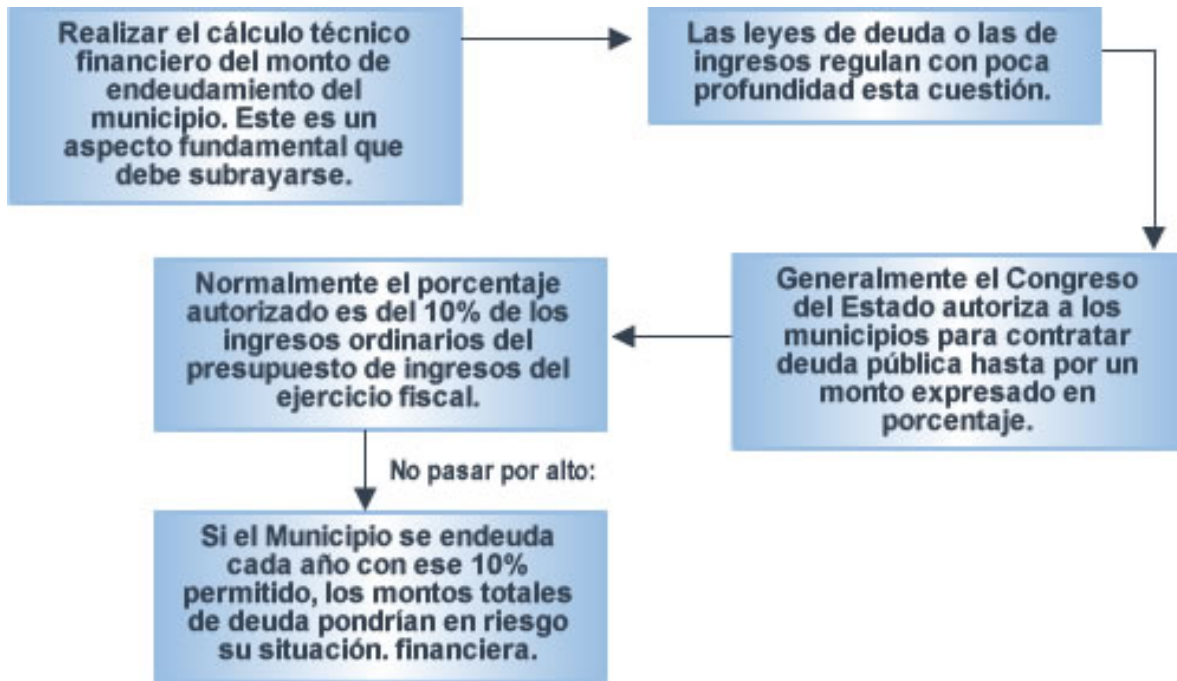 Realizar el cálculo técnico
financiero del monto de
endeudamiento del
municipio. Este es un
aspecto fundamental que
debe subrayarse.
Las leyes de deuda o las de
ingresos regulan con poca
profundidad esta cuestión.
Generalmente el Congreso
del Estado autoriza a los
municipios para contratar
deuda pública hasta por un
monto expresado en
porcentaje.
Normalmente el porcentaje
autorizado es del 10% de los
ingresos ordinarios del
presupuesto de ingresos del
ejercicio fiscal.
No pasar por alto:
Si el Municipio se endeuda
cada año con ese 10%
permitido, los montos totales
de deuda pondrían en riesgo
su situación. financiera.